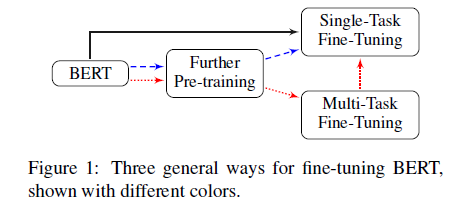 Single-Task
Fine-Tuning
BERT
Further
Pre-training
Multi-Task
Fine-Tuning
Figure 1: Three general ways for fine-tuning BERT,
shown with different colors.